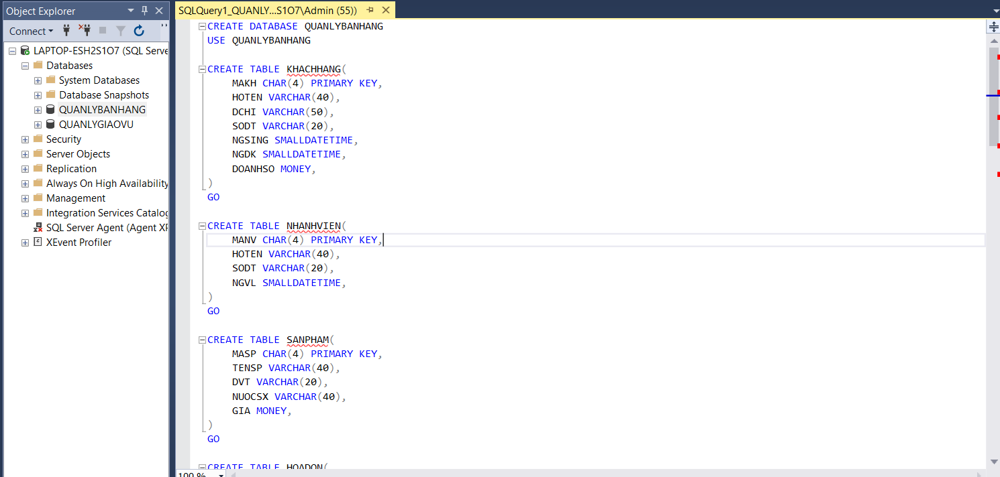 Object Explorer
Connect
LAPTOP-ESH2S1O7 (SQL Serve
Databases
System Databases
Database Snapshots
QUANLYBANHANG
QUANLYGIAOVU
Security
Server Objects
Replication
Always On High Availability
Management
Integration Services Catalog
SQL Server Agent (Agent XP
XEvent Profiler
SQLQuery1_QUANLY...S1O7\Admin (55))
CREATE DATABASE QUANLYBANHANG
USE QUANLYBANHANG
CREATE TABLE KHACHHANG(
MAKH CHAR(4) PRIMARY KEY,
HOTEN VARCHAR(40),
DCHI VARCHAR(50),
SODT VARCHAR(20),
NGSING SMALLDATETIME,
NGDK SMALLDATETIME,
DOANHSO MONEY,
)
GO
CREATE TABLE NHANHVIEN(
MANV CHAR(4) PRIMARY KEY,
HOTEN VARCHAR(40),
SODT VARCHAR(20),
NGVL SMALLDATETIME,
)
GO
CREATE TABLE SANPHAM(
MASP CHAR(4) PRIMARY KEY,
TENSP VARCHAR(40),
DVT VARCHAR(20),
NUOCSX VARCHAR(40),
GIA MONEY,
)
GO
CREATE TABLE HOADON(
100 %